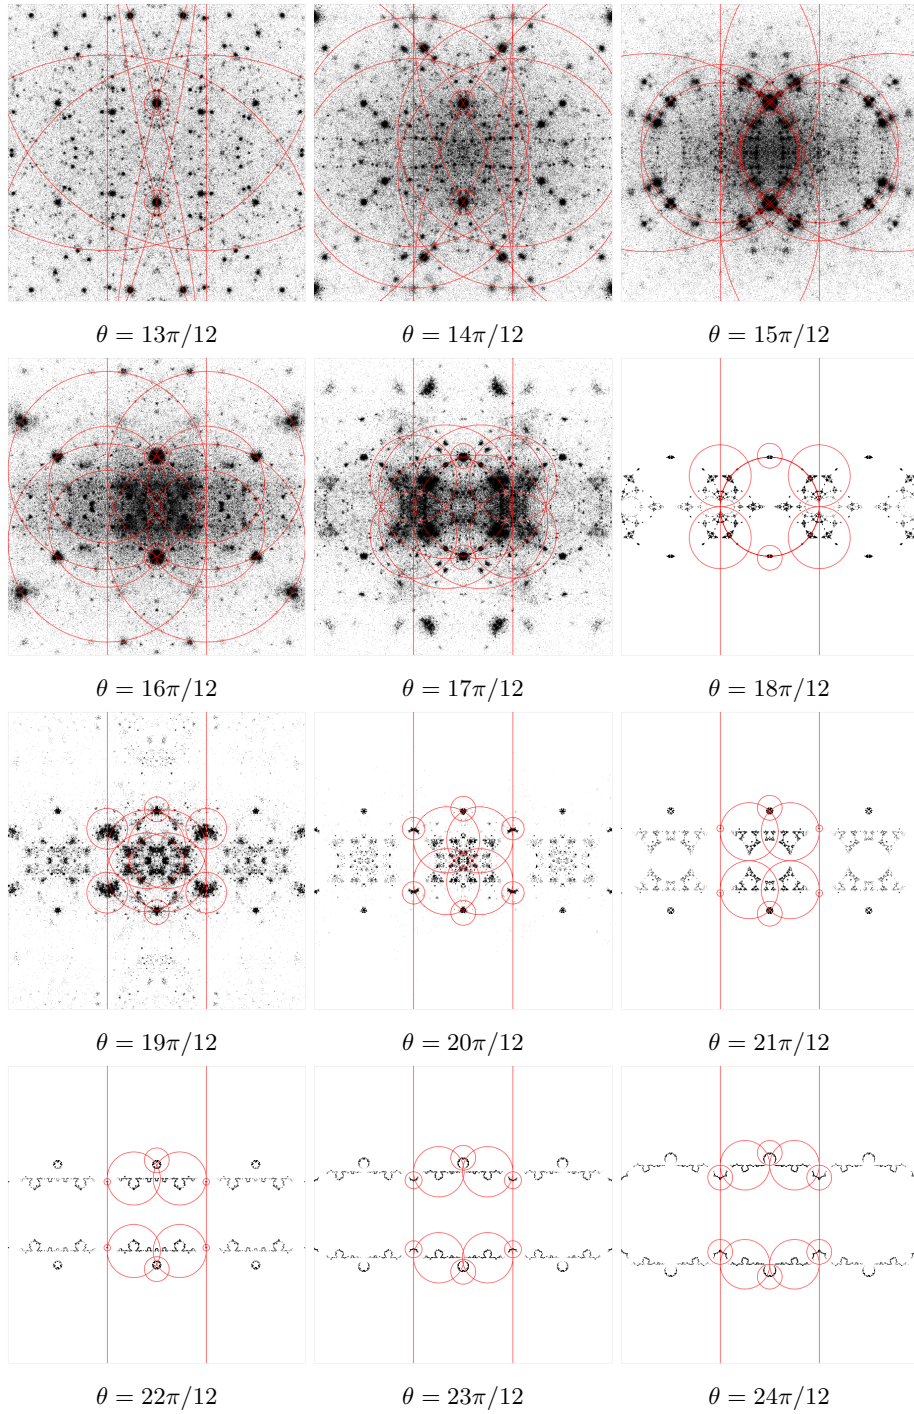 θ = 13π/12 θ = 14π/12 θ = 15π/12
θ = 16π/12 θ = 17π/12 θ = 18π/12
θ = 19π/12 θ = 20π/12 θ = 21π/12
θ = 22π/12 θ = 23π/12 θ = 24π/12